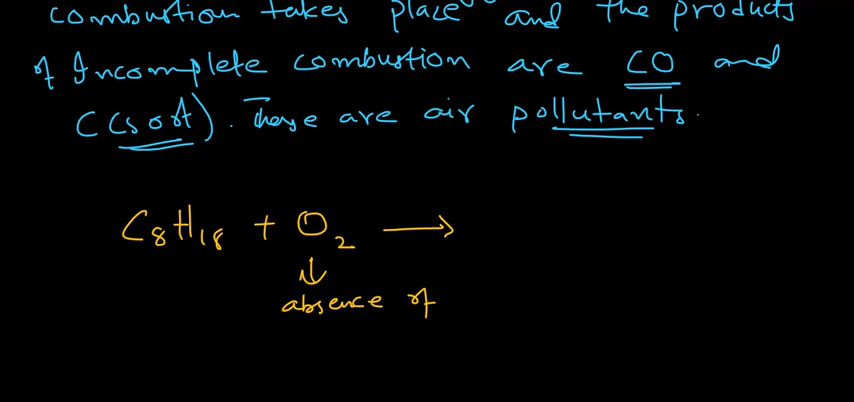 combustion takes place and the products
of Incomplete combustion are CO and
C (soot). These are air pollutants.
C₈H₁₈ + O₂ ⟶
⇓
absence of